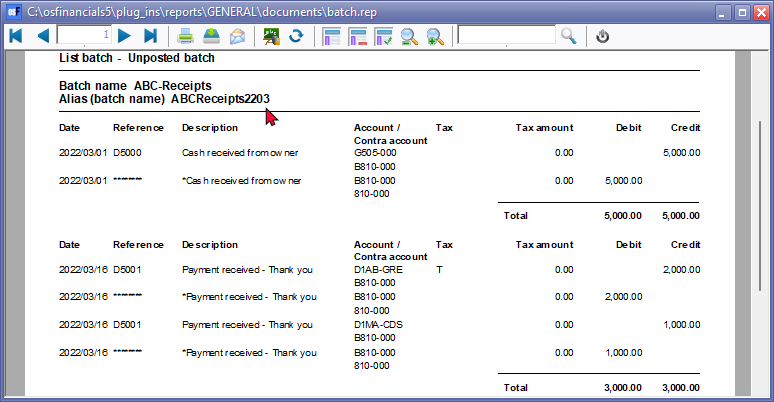 C:\osfinancials5\plug_ins\reports\GENERAL\documents\batch.rep
1
List batch - Unposted batch
Batch name ABC-Receipts
Alias (batch name) ABCReceipts2203
Date Reference Description Account / Tax Tax amount Debit Credit
Contra account
2022/03/01 D5000 Cash received from owner G505-000 0.00 5,000.00
B810-000
2022/03/01 ******** *Cash received from owner B810-000 0.00 5,000.00
810-000
Total 5,000.00 5,000.00
Date Reference Description Account / Tax Tax amount Debit Credit
Contra account
2022/03/16 D5001 Payment received - Thank you D1AB-GRE T 0.00 2,000.00
B810-000
2022/03/16 ******** *Payment received - Thank you B810-000 0.00 2,000.00
810-000
2022/03/16 D5001 Payment received - Thank you D1MA-CDS 0.00 1,000.00
B810-000
2022/03/16 ******** *Payment received - Thank you B810-000 0.00 1,000.00
810-000
Total 3,000.00 3,000.00